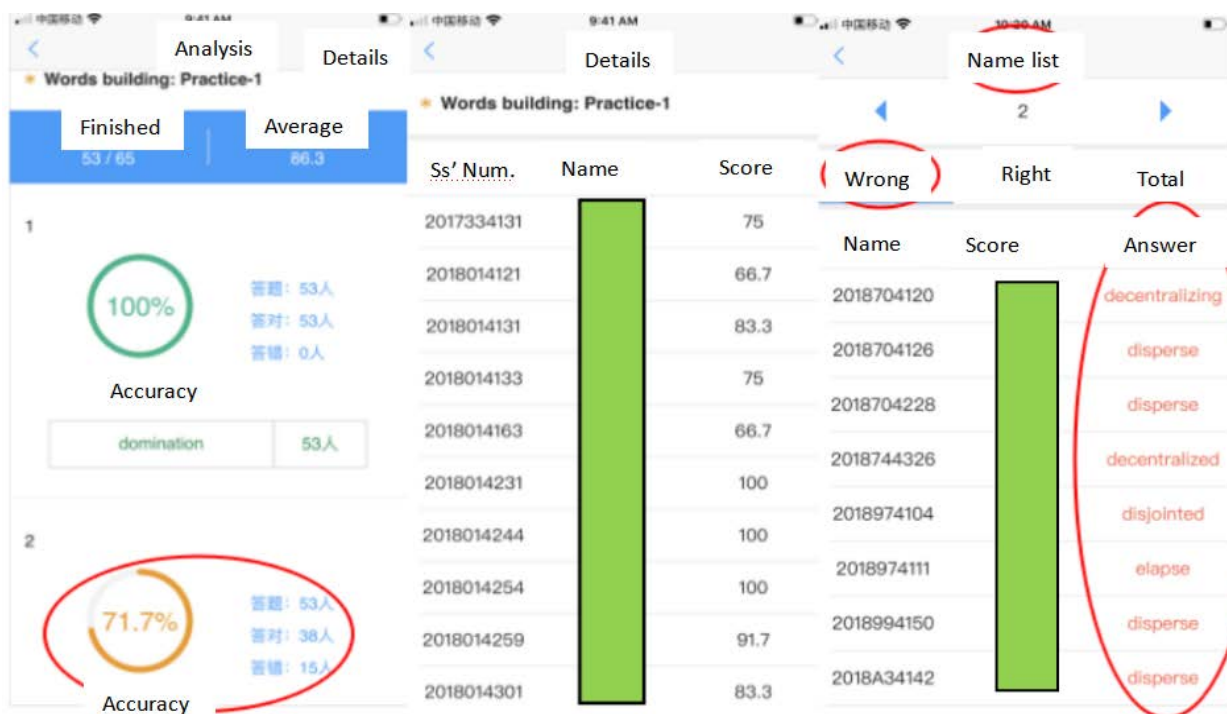 中国移动 9:41 AM
Analysis
Details
* Words building: Practice-1
Finished
Average
53 / 65
86.3
1
100%
答题：53人
答对：53人
答错：0人
Accuracy
domination 53人
2
71.7%
答题：53人
答对：38人
答错：15人
Accuracy
中国移动 9:41 AM
Details
* Words building: Practice-1
Ss' Num. Name Score
2017334131 75
2018014121 66.7
2018014131 83.3
2018014133 75
2018014163 66.7
2018014231 100
2018014244 100
2018014254 100
2018014259 91.7
2018014301 83.3
中国移动 10:20 AM
Name list
2
Wrong Right Total
Name Score Answer
2018704120 decentralizing
2018704126 disperse
2018704228 disperse
2018744326 decentralized
2018974104 disjointed
2018974111 elapse
2018994150 disperse
2018A34142 disperse